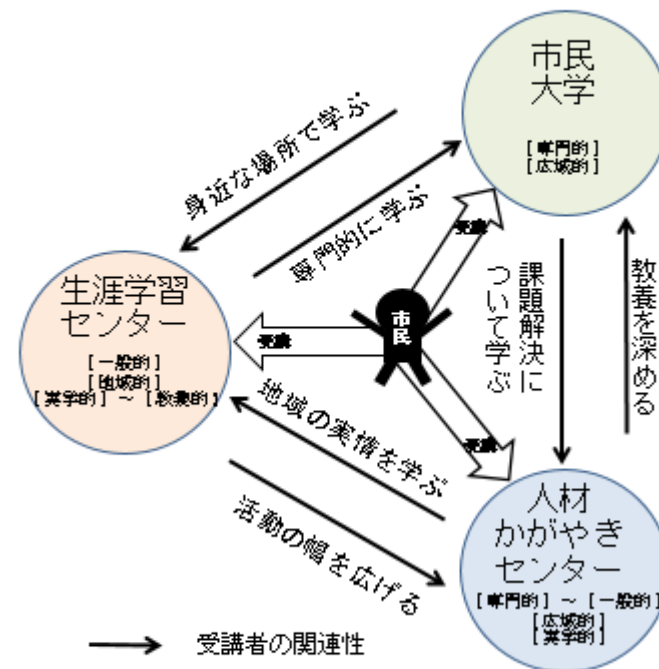 市民
大学
[専門的]
[広域的]
身近な場所で学ぶ
専門的に学ぶ
受講
課題解決に
ついて学ぶ
教養を深める
生涯学習
センター
[一般的]
[地域的]
[実学的] ～ [教養的]
受講
市民
受講
地域の実情を学ぶ
活動の幅を広げる
人材
かがやき
センター
[専門的] ～ [一般的]
[広域的]
[実学的]
受講者の関連性